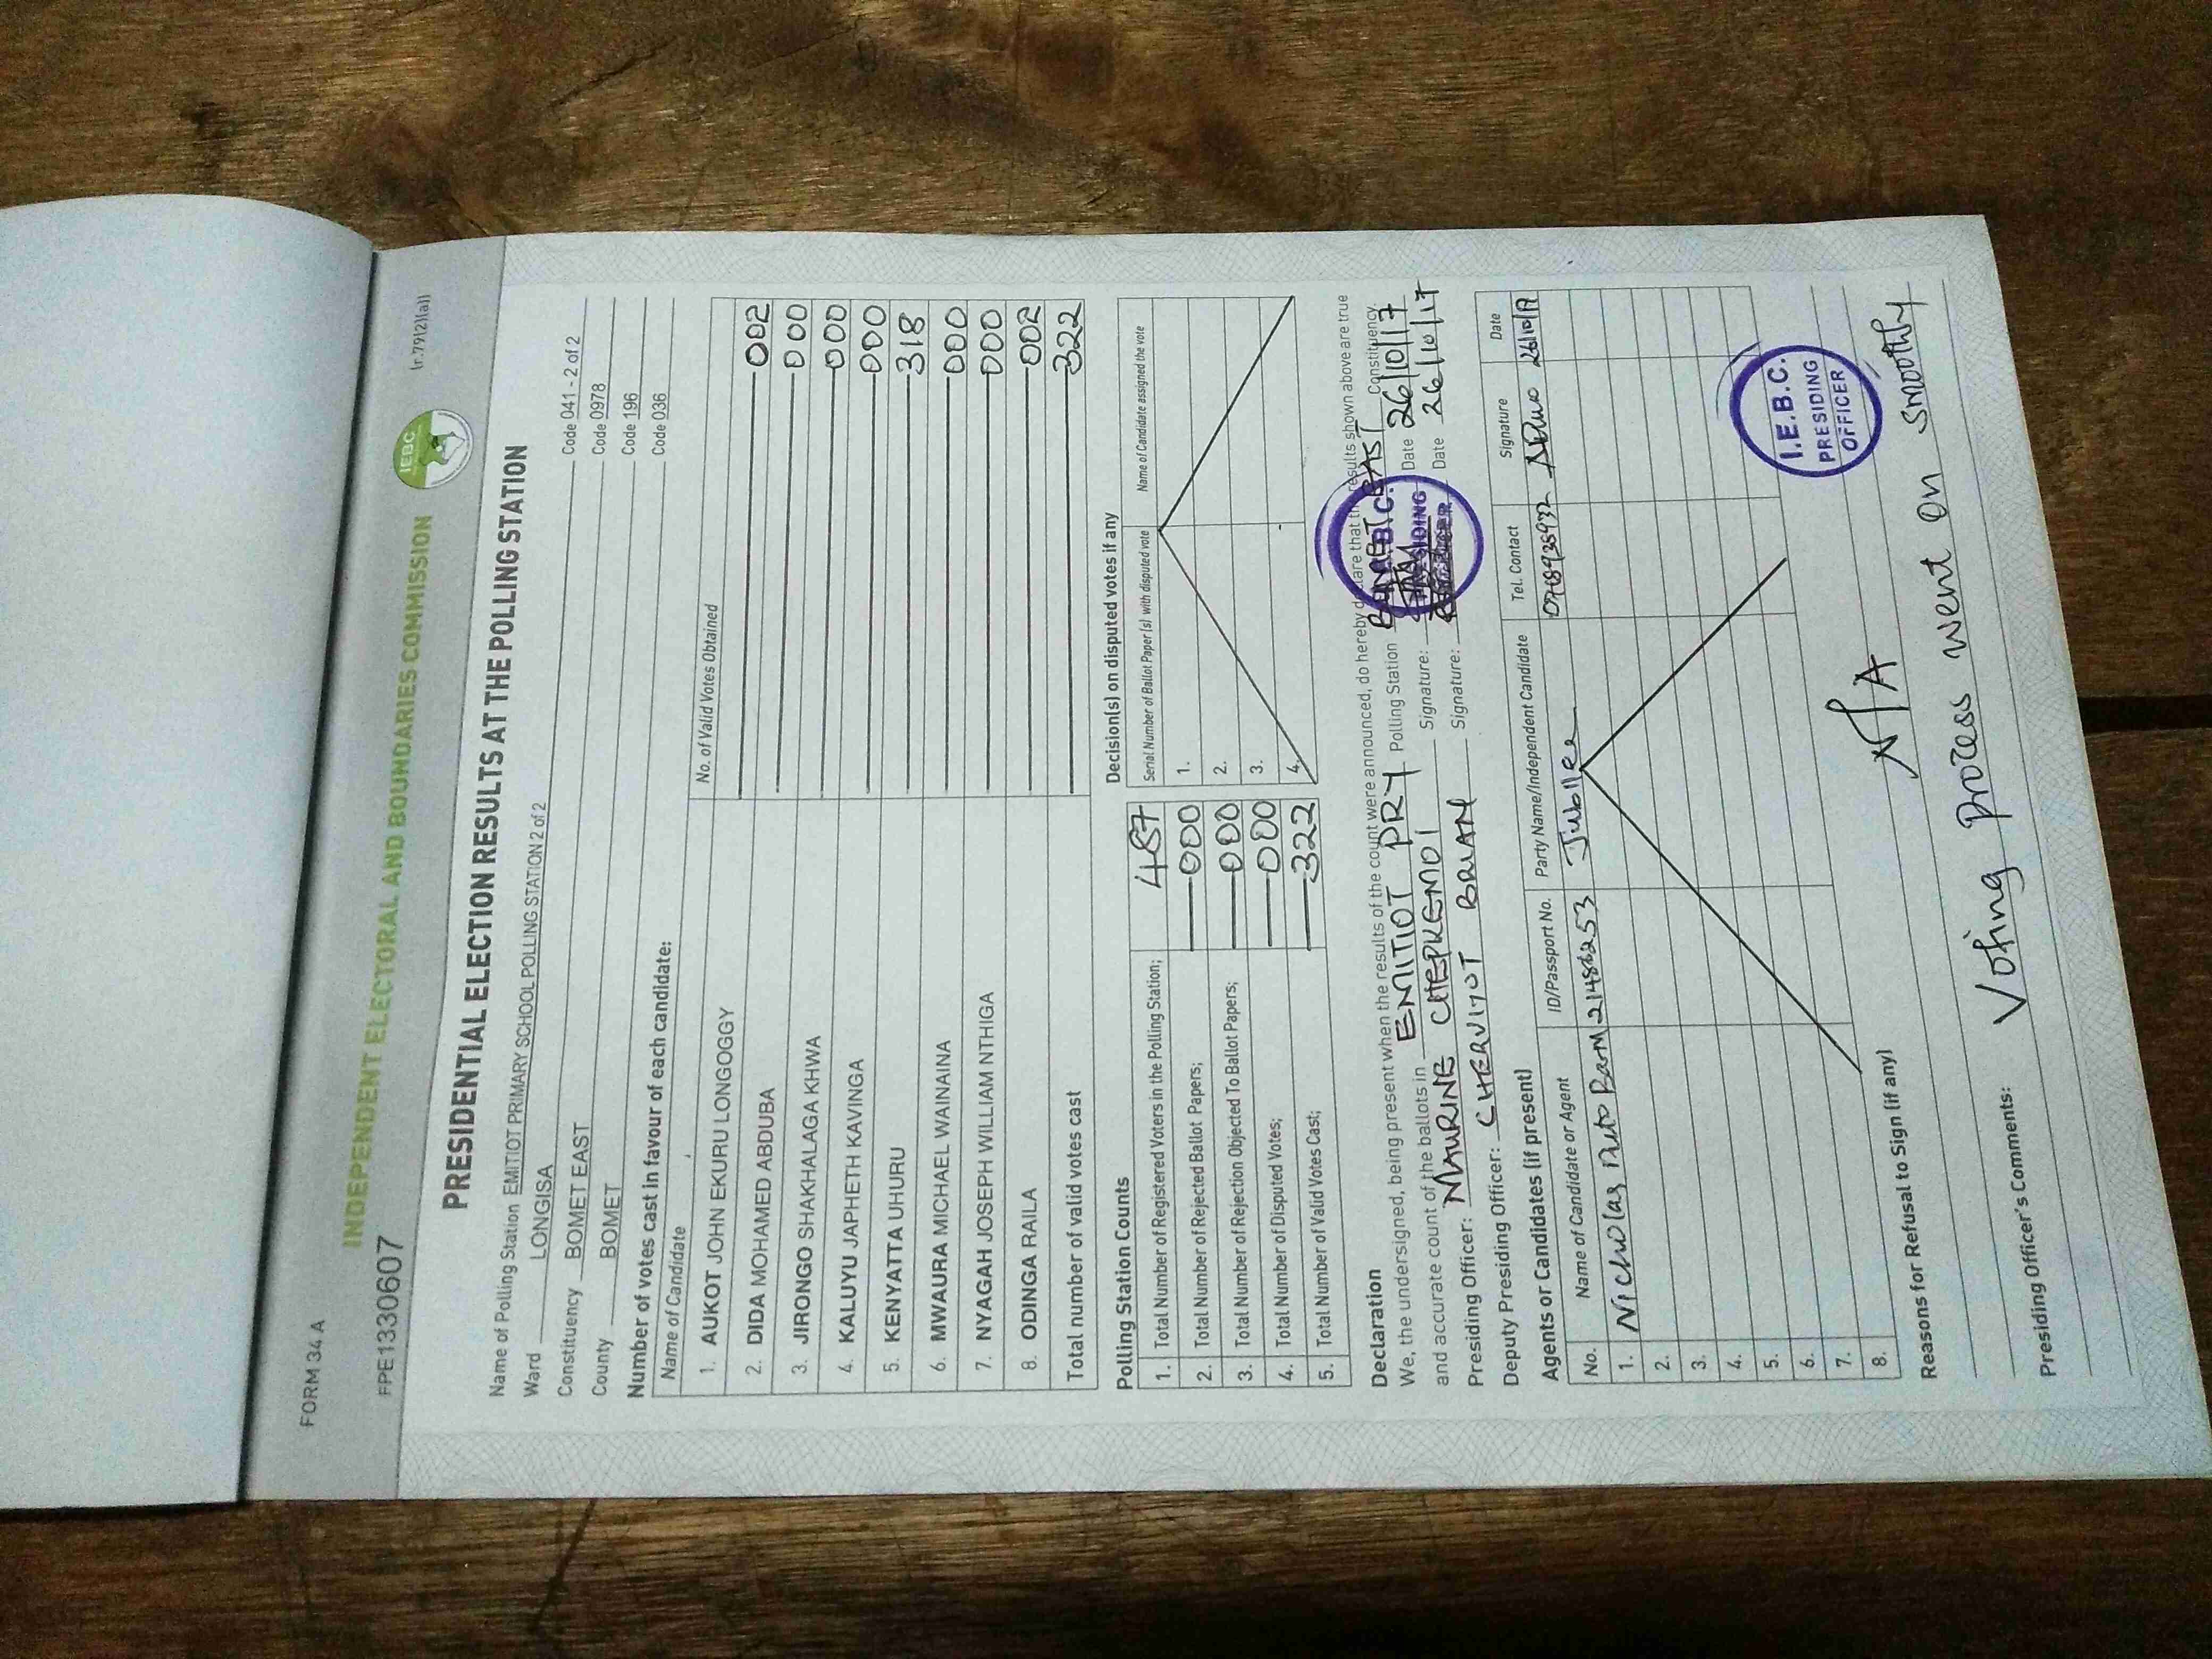 FORM 34 A
(r.79(2)(a))
INDEPENDENT ELECTORAL AND BOUNDARIES COMMISSION
IEBC
FPE1330607
PRESIDENTIAL ELECTION RESULTS AT THE POLLING STATION
Name of Polling Station EMITIOT PRIMARY SCHOOL POLLING STATION 2 of 2 Code 041 - 2 of 2
Ward LONGISA Code 0978
Constituency BOMET EAST Code 196
County BOMET Code 036
Number of votes cast in favour of each candidate:
Name of Candidate No. of Valid Votes Obtained
1. AUKOT JOHN EKURU LONGOGGY 002
2. DIDA MOHAMED ABDUBA 000
3. JIRONGO SHAKHALAGA KHWA 000
4. KALUYU JAPHETH KAVINGA 000
5. KENYATTA UHURU 318
6. MWAURA MICHAEL WAINAINA 000
7. NYAGAH JOSEPH WILLIAM NTHIGA 000
8. ODINGA RAILA 002
Total number of valid votes cast 322
Polling Station Counts
1. Total Number of Registered Voters in the Polling Station; 487
2. Total Number of Rejected Ballot Papers; 000
3. Total Number of Rejection Objected To Ballot Papers; 000
4. Total Number of Disputed Votes; 000
5. Total Number of Valid Votes Cast; 322
Decision(s) on disputed votes if any
Serial Number of Ballot Paper (s) with disputed vote Name of Candidate assigned the vote
1.
2.
3.
4.
Declaration
We, the undersigned, being present when the results of the count were announced, do hereby declare that the results shown above are true
and accurate count of the ballots in EMITIOT PRY Polling Station BOMET EAST Constituency.
Presiding Officer: MAURINE CHEPKEMOI Signature: Date 26/10/17
Deputy Presiding Officer: CHERUIYOT BRIAN Signature: Date 26/10/17
I.E.B.C. PRESIDING OFFICER
Agents or Candidates (if present)
No. Name of Candidate or Agent ID/Passport No. Party Name/Independent Candidate Tel. Contact Signature Date
1. Nicholas 21486253 Jubilee 26/10/17
2.
3.
4.
5.
6.
7.
8.
I.E.B.C.
PRESIDING
OFFICER
Reasons for Refusal to Sign (if any)
N/A
Presiding Officer's Comments:
Voting process went on smoothly